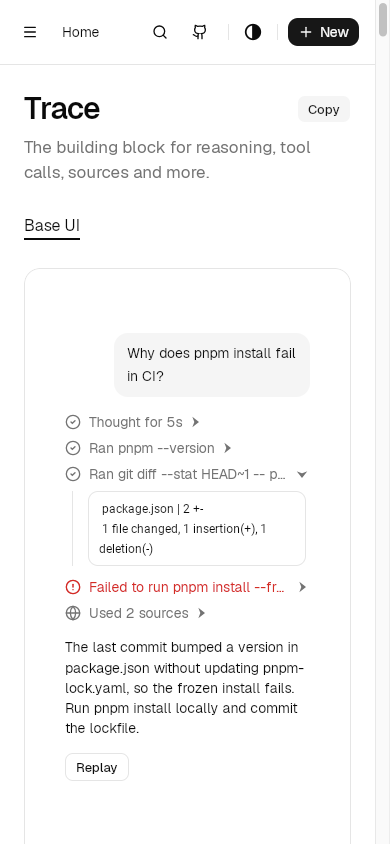 Home
New
Trace
Copy
The building block for reasoning, tool
calls, sources and more.
Base UI
Why does pnpm install fail
in CI?
Thought for 5s
Ran pnpm --version
Ran git diff --stat HEAD~1 -- p...
package.json | 2 +-
1 file changed, 1 insertion(+), 1
deletion(-)
Failed to run pnpm install --fr...
Used 2 sources
The last commit bumped a version in
package.json without updating pnpm-
lock.yaml, so the frozen install fails.
Run pnpm install locally and commit
the lockfile.
Replay